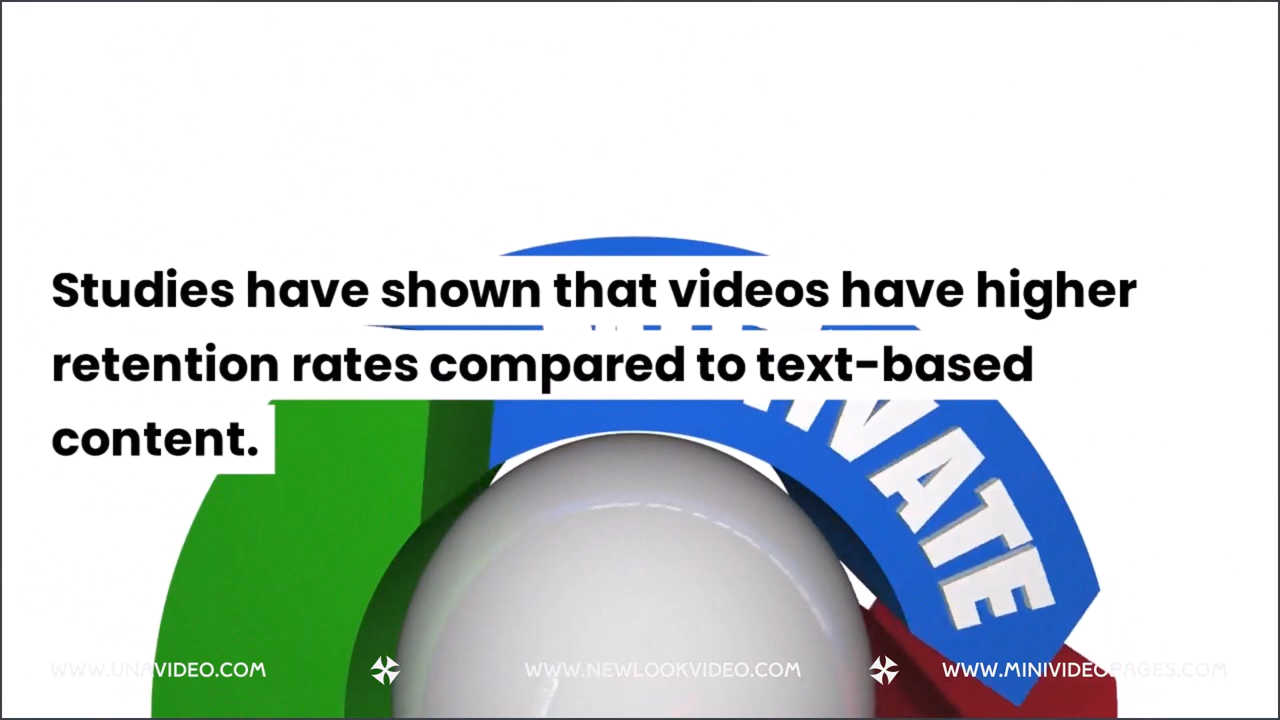 Studies have shown that videos have higher
retention rates compared to text-based
content.
WWW.UNAVIDEO.COM WWW.NEWLOOKVIDEO.COM WWW.MINIVIDEOPAGES.COM